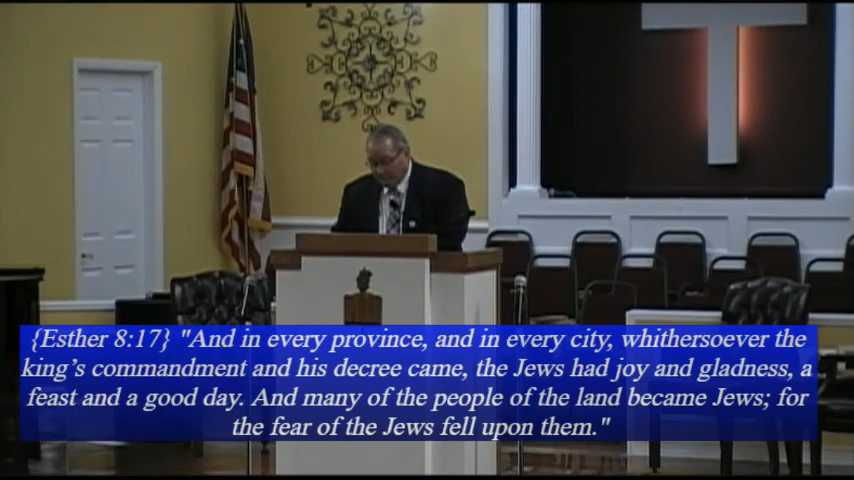 {Esther 8:17} "And in every province, and in every city, whithersoever the
king’s commandment and his decree came, the Jews had joy and gladness, a
feast and a good day. And many of the people of the land became Jews; for
the fear of the Jews fell upon them."